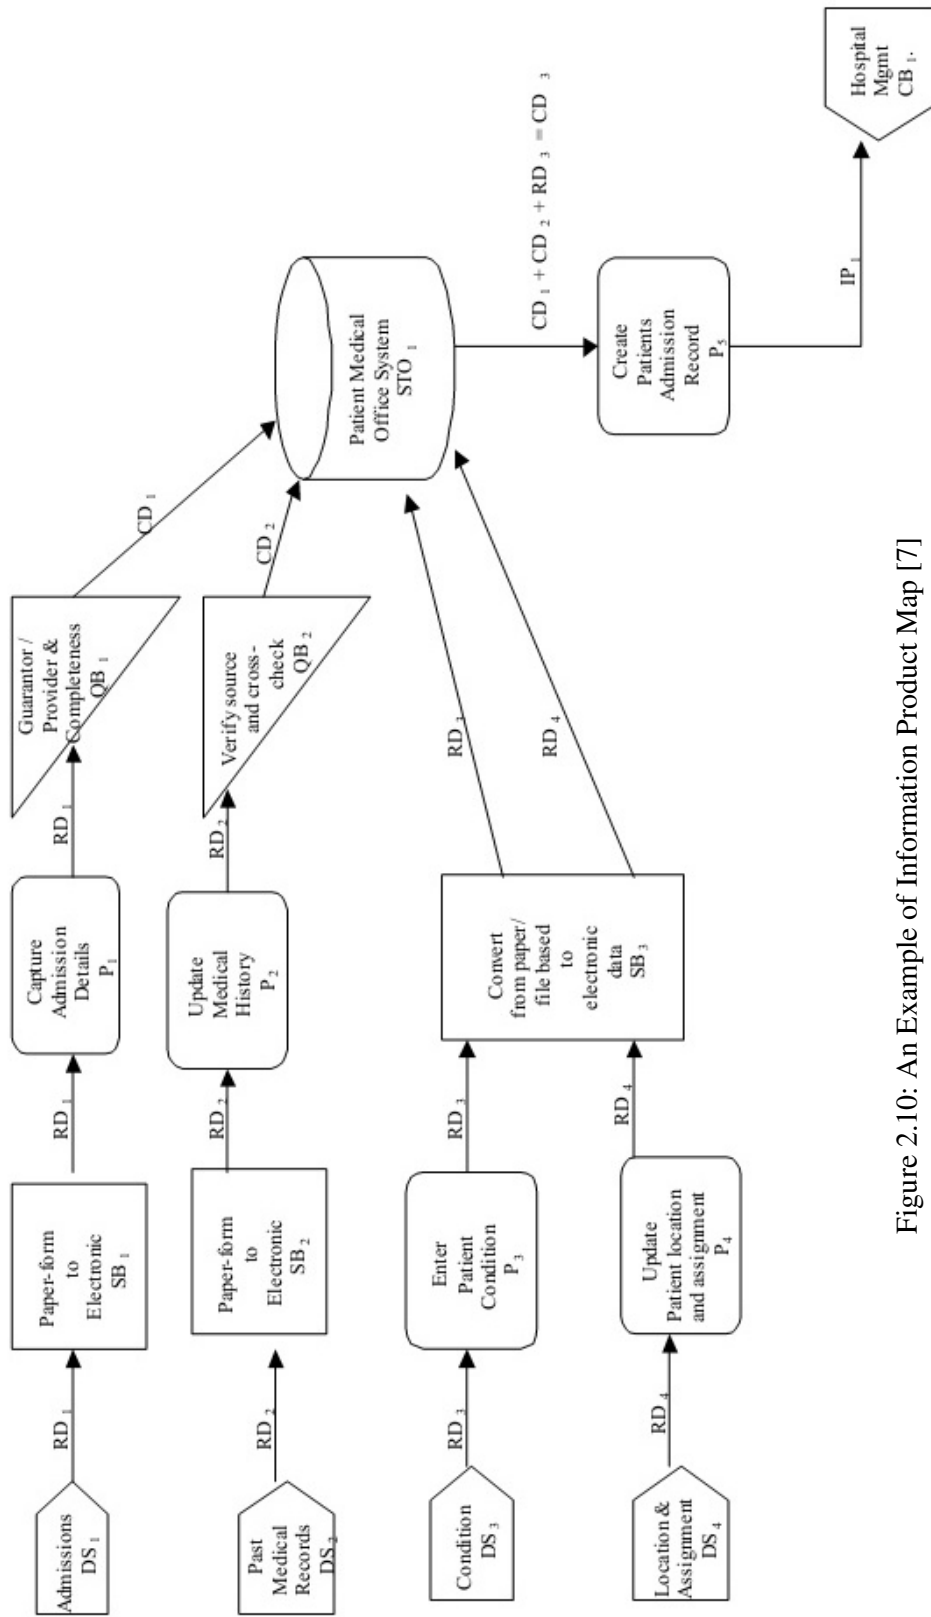 Admissions
DS 1
RD 1
Paper-form
to
Electronic
SB 1
RD 1
Capture
Admission
Details
P 1
RD 1
Guarantor /
Provider &
Completeness
QB 1
CD 1
Past
Medical
Records
DS 2
RD 2
Paper-form
to
Electronic
SB 2
RD 2
Update
Medical
History
P 2
RD 2
Verify source
and cross-
check
QB 2
CD 2
Condition
DS 3
RD 3
Enter
Patient
Condition
P 3
RD 3
Convert
from paper/
file based
to
electronic
data
SB 3
RD 3
RD 4
Location &
Assignment
DS 4
RD 4
Update
Patient location
and assignment
P 4
RD 4
Patient Medical
Office System
STO 1
CD 1 + CD 2 + RD 3 = CD 3
Create
Patients
Admission
Record
P 5
IP 1
Hospital
Mgmt
CB 1.
Figure 2.10: An Example of Information Product Map [7]